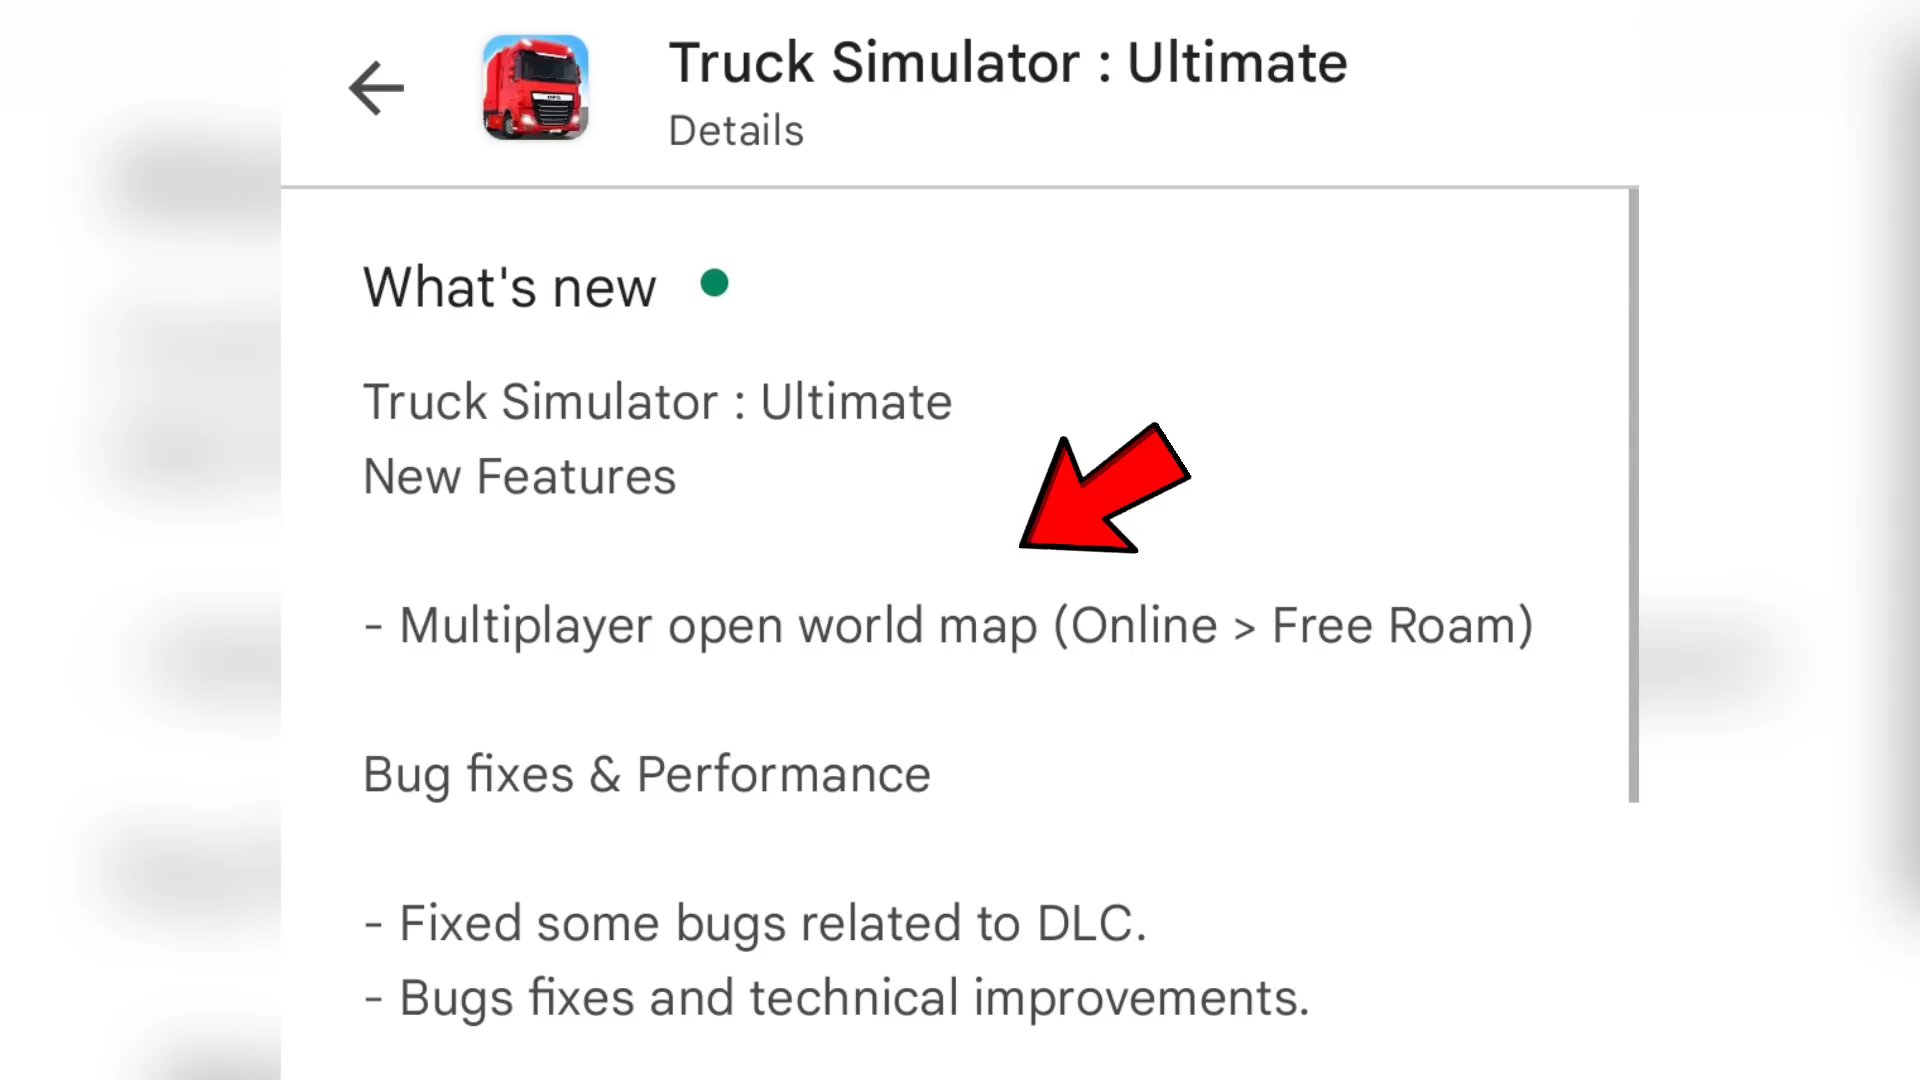 Truck Simulator : Ultimate
Details
What's new
Truck Simulator : Ultimate
New Features
- Multiplayer open world map (Online > Free Roam)
Bug fixes & Performance
- Fixed some bugs related to DLC.
- Bugs fixes and technical improvements.